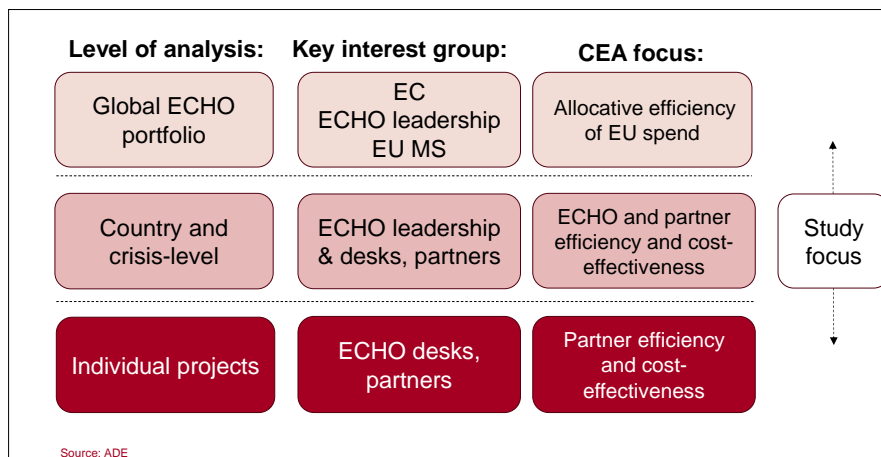 Level of analysis:
Key interest group:
CEA focus:
Global ECHO
portfolio
EC
ECHO leadership
EU MS
Allocative efficiency
of EU spend
Country and
crisis-level
ECHO leadership
& desks, partners
ECHO and partner
efficiency and cost-
effectiveness
Study
focus
Individual projects
ECHO desks,
partners
Partner efficiency
and cost-
effectiveness
Source: ADE